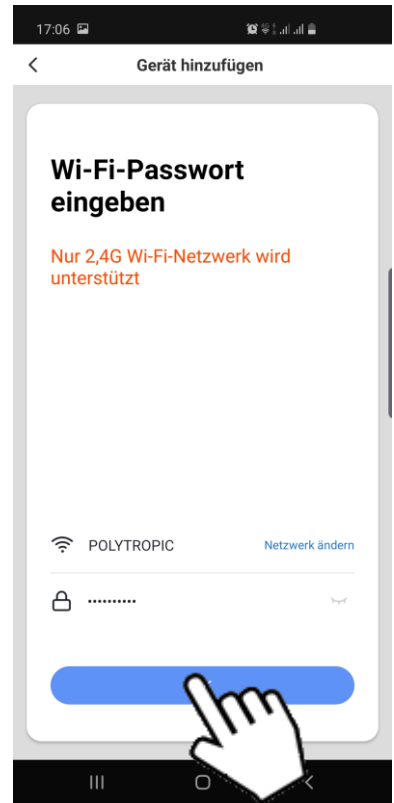 17:06
Gerät hinzufügen
Wi-Fi-Passwort
eingeben
Nur 2,4G Wi-Fi-Netzwerk wird
unterstützt
POLYTROPIC Netzwerk ändern
••••••••••